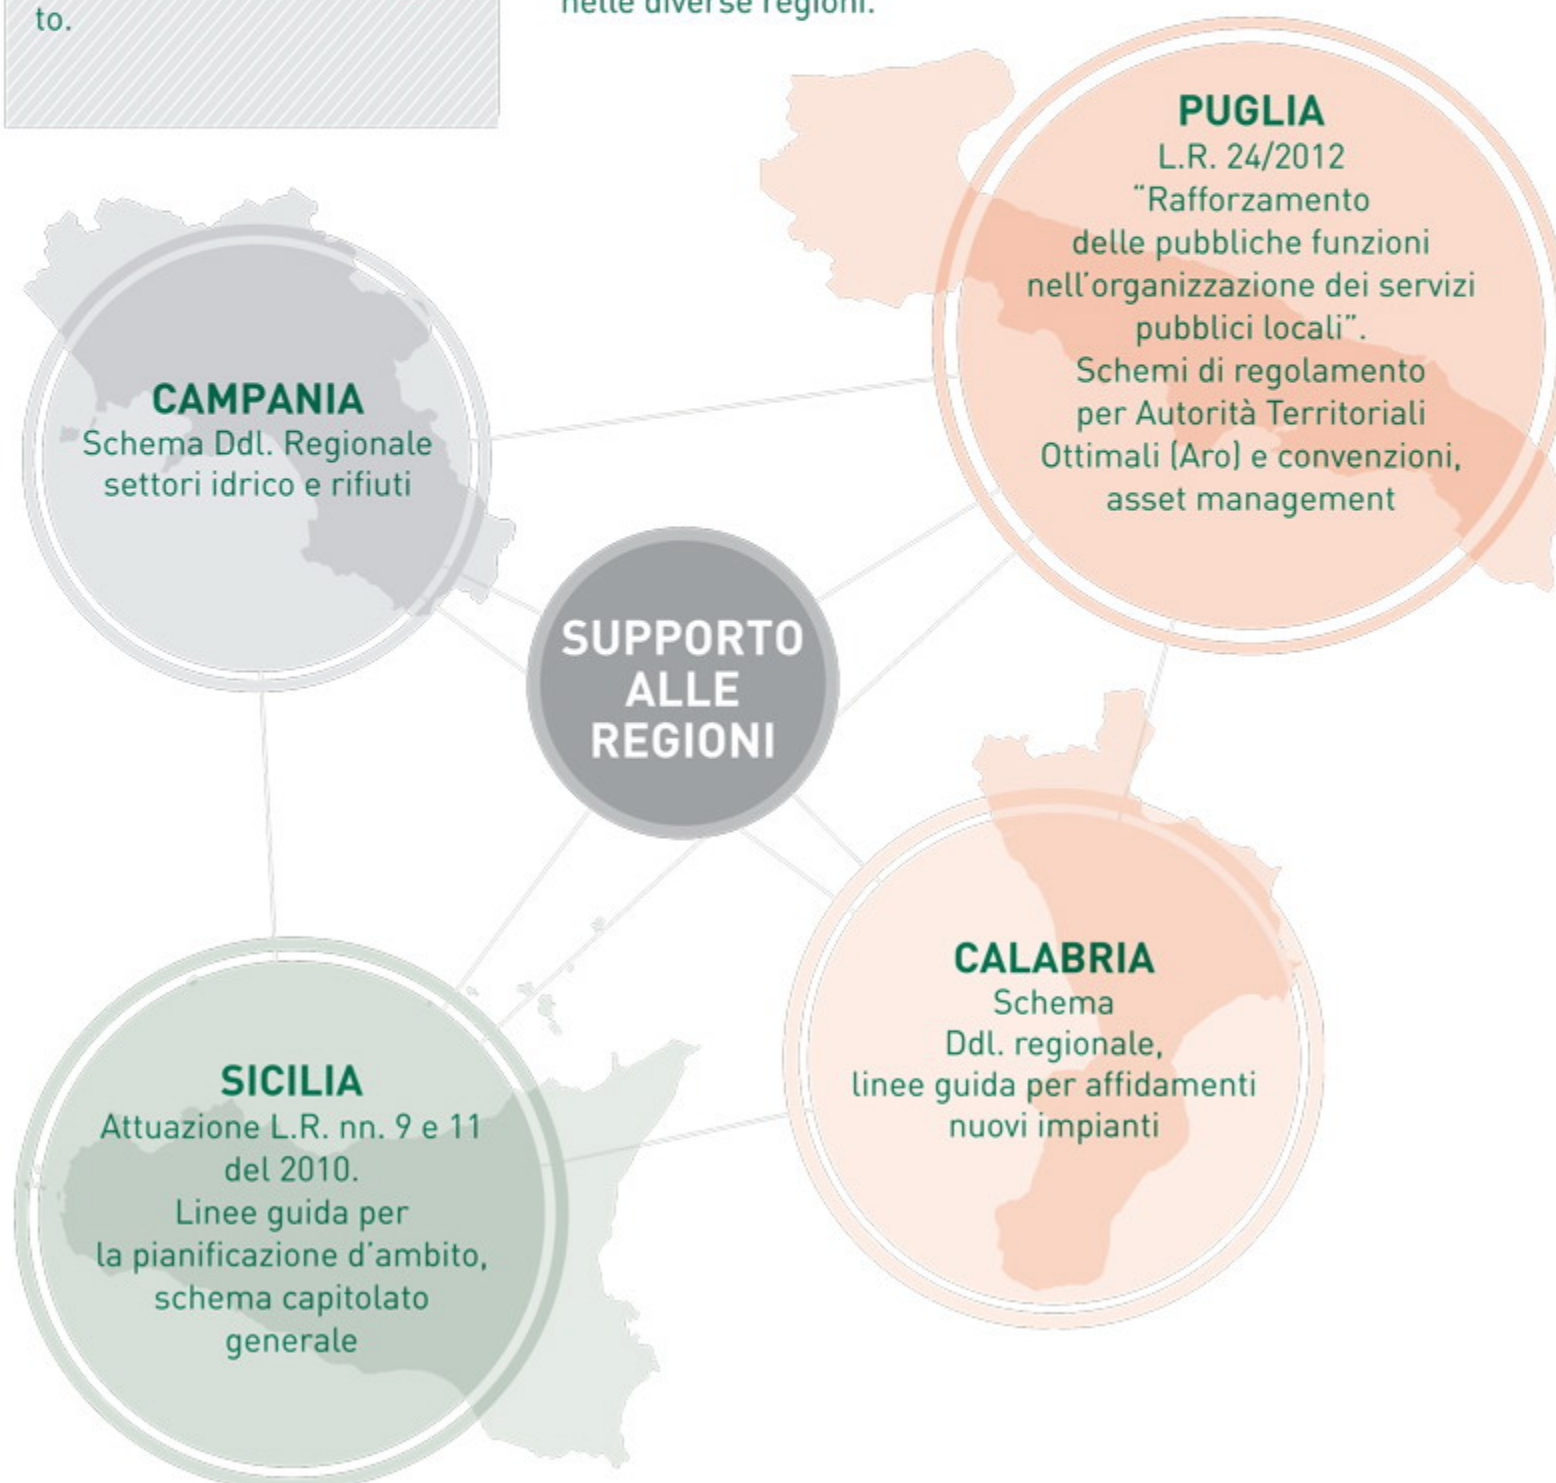 to.
nelle diverse regioni.
PUGLIA
L.R. 24/2012
“Rafforzamento
delle pubbliche funzioni
nell’organizzazione dei servizi
pubblici locali”.
Schemi di regolamento
per Autorità Territoriali
Ottimali (Aro) e convenzioni,
asset management
CAMPANIA
Schema Ddl. Regionale
settori idrico e rifiuti
SUPPORTO
ALLE
REGIONI
CALABRIA
Schema
Ddl. regionale,
linee guida per affidamenti
nuovi impianti
SICILIA
Attuazione L.R. nn. 9 e 11
del 2010.
Linee guida per
la pianificazione d’ambito,
schema capitolato
generale